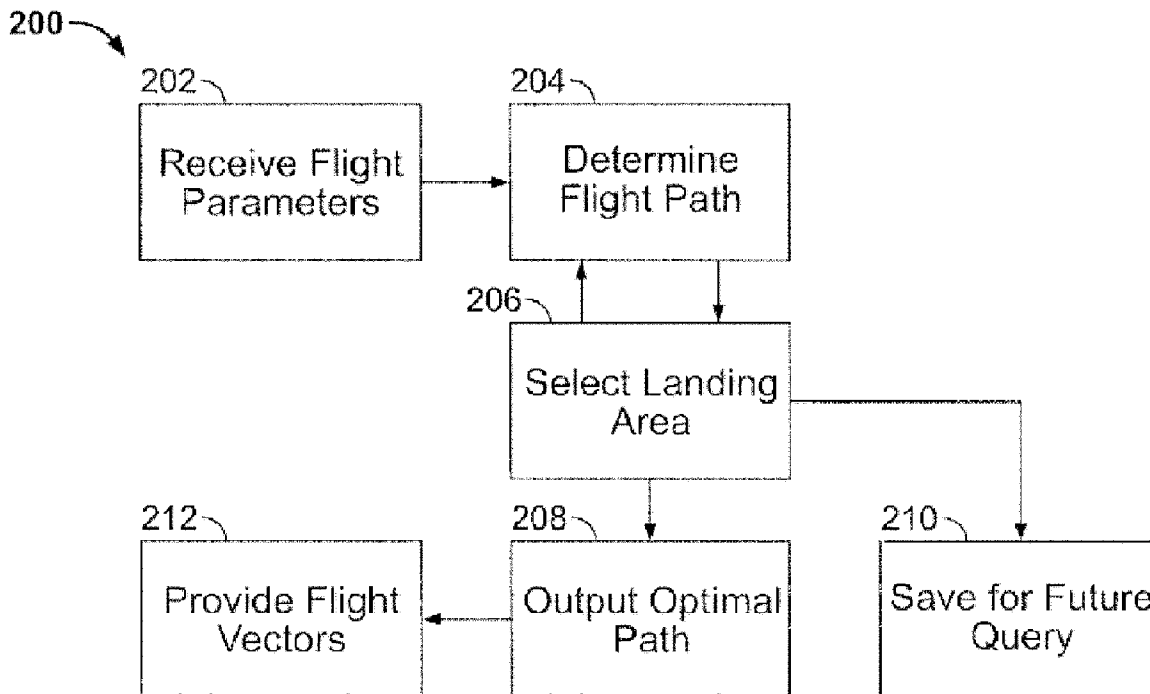 200
202
204
Receive Flight
Parameters
Determine
Flight Path
206
Select Landing
Area
212
208
210
Provide Flight
Vectors
Output Optimal
Path
Save for Future
Query